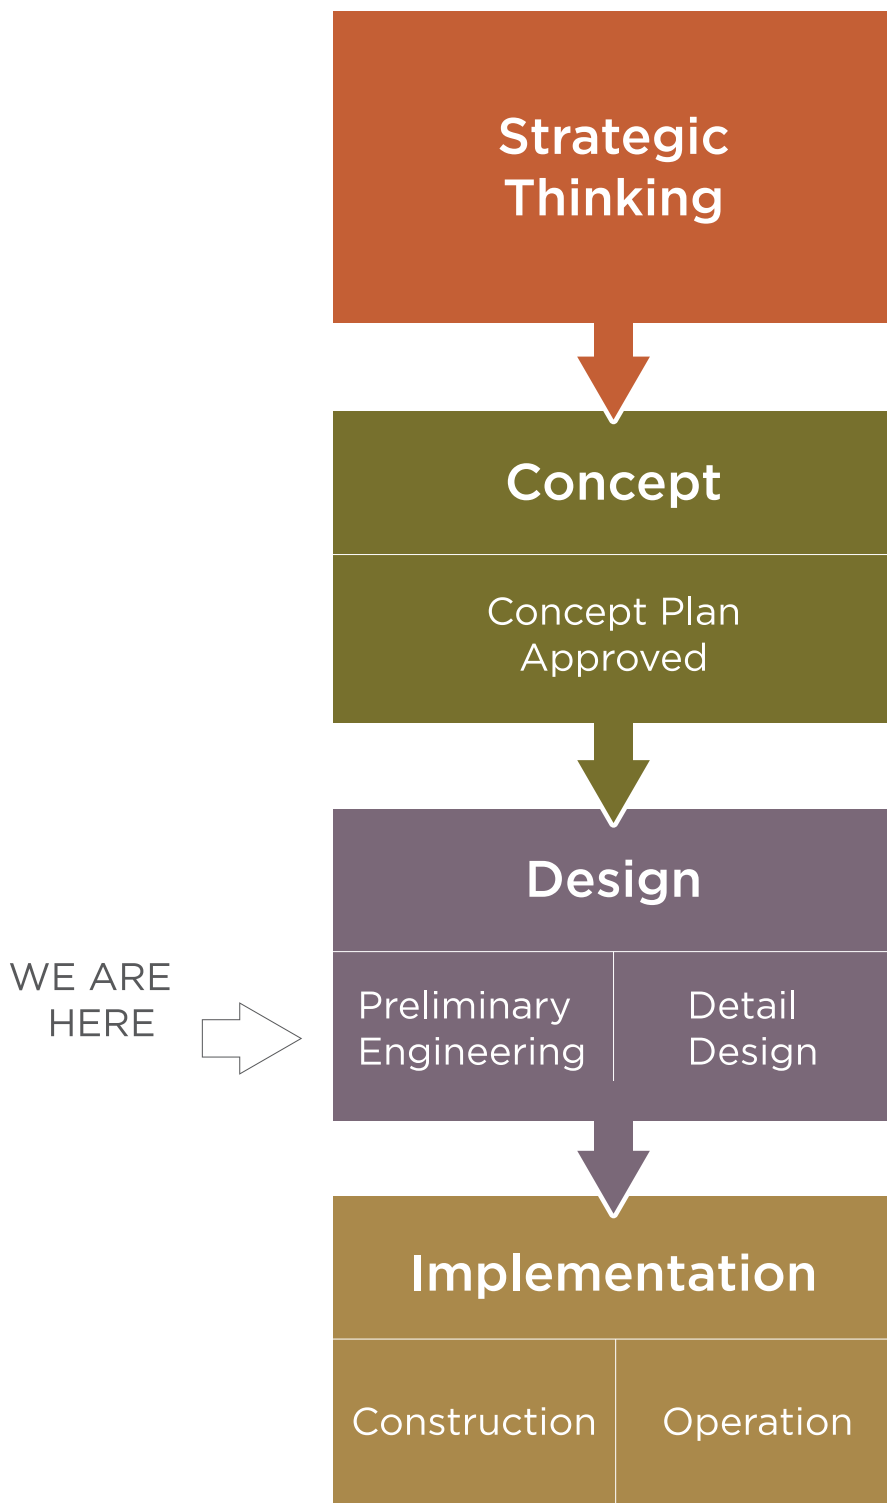 Strategic
Thinking
Concept
Concept Plan
Approved
Design
WE ARE
HERE
Preliminary
Engineering
Detail
Design
Implementation
Construction
Operation